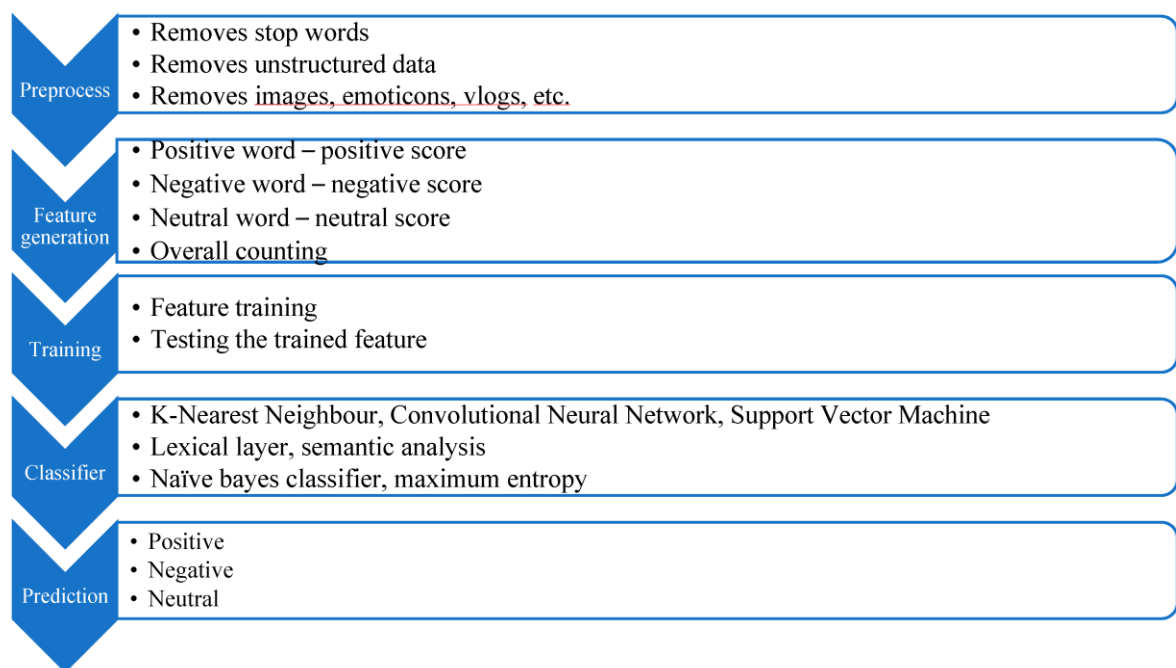 Preprocess
• Removes stop words
• Removes unstructured data
• Removes images, emoticons, vlogs, etc.
Feature
generation
• Positive word – positive score
• Negative word – negative score
• Neutral word – neutral score
• Overall counting
Training
• Feature training
• Testing the trained feature
Classifier
• K-Nearest Neighbour, Convolutional Neural Network, Support Vector Machine
• Lexical layer, semantic analysis
• Naïve bayes classifier, maximum entropy
Prediction
• Positive
• Negative
• Neutral